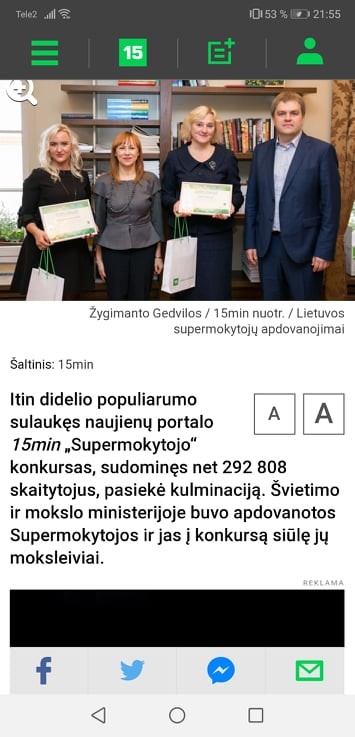 Tele2 53 % 21:55
15
Žygimanto Gedvilos / 15min nuotr. / Lietuvos
supermokytojų apdovanojimai
Šaltinis: 15min
Itin didelio populiarumo
sulaukęs naujienų portalo
15min „Supermokytojo“
konkursas, sudominęs net 292 808
skaitytojus, pasiekė kulminaciją. Švietimo
ir mokslo ministerijoje buvo apdovanotos
Supermokytojos ir jas į konkursą siūlę jų
moksleiviai.
A A
REKLAMA